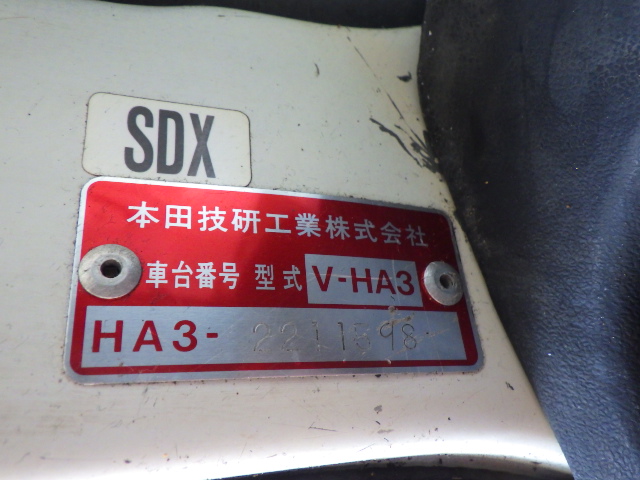 SDX
本田技研工業株式会社
車台番号 型式 V-HA3
HA3- 2211598